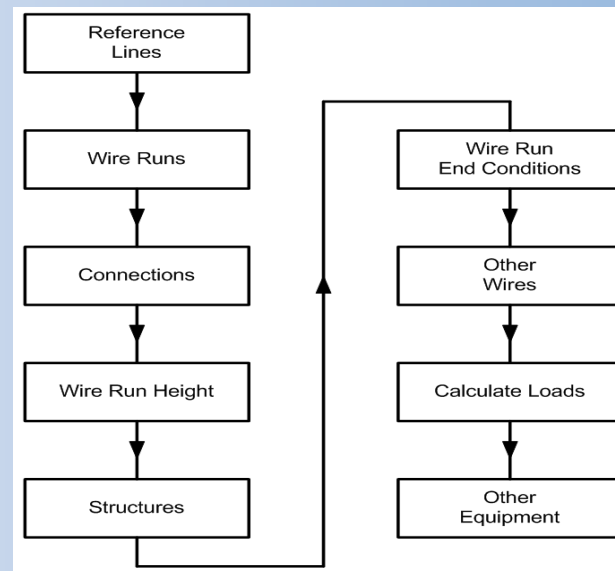 Reference
Lines
Wire Runs
Connections
Wire Run Height
Structures
Wire Run
End Conditions
Other
Wires
Calculate Loads
Other
Equipment